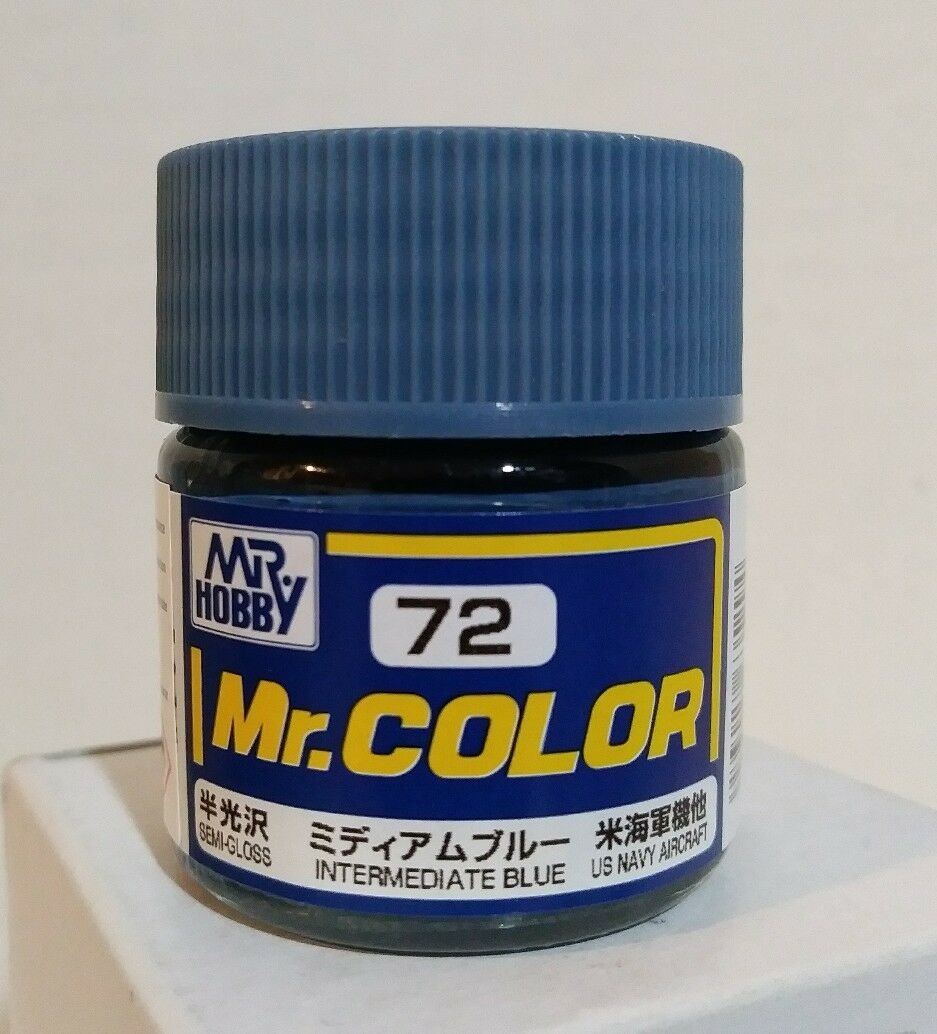 MR.
HOBBY
72
Mr.COLOR
半光沢
SEMI-GLOSS
ミディアムブルー
INTERMEDIATE BLUE
米海軍機他
US NAVY AIRCRAFT